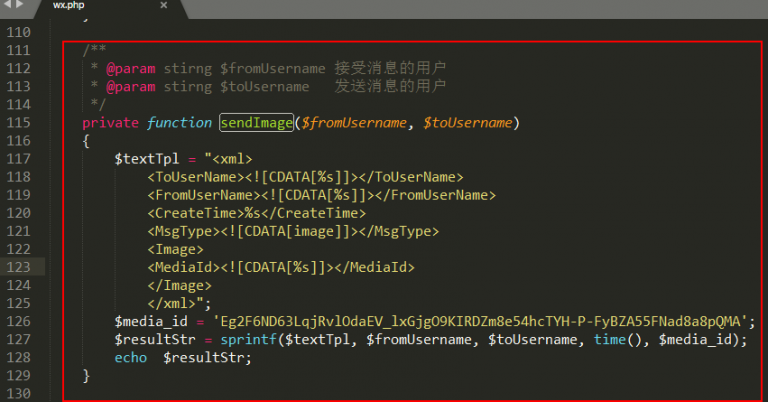 wx.php ×
110 }
111 /**
112 * @param stirng $fromUsername 接受消息的用户
113 * @param stirng $toUsername 发送消息的用户
114 */
115 private function sendImage($fromUsername, $toUsername)
116 {
117 $textTpl = "<xml>
118 <ToUserName><![CDATA[%s]]></ToUserName>
119 <FromUserName><![CDATA[%s]]></FromUserName>
120 <CreateTime>%s</CreateTime>
121 <MsgType><![CDATA[image]]></MsgType>
122 <Image>
123 <MediaId><![CDATA[%s]]></MediaId>
124 </Image>
125 </xml>";
126 $media_id = 'Eg2F6ND63LqjRvlOdaEV_lxGjgO9KIRDZm8e54hcTYH-P-FyBZA55FNad8a8pQMA';
127 $resultStr = sprintf($textTpl, $fromUsername, $toUsername, time(), $media_id);
128 echo $resultStr;
129 }
130